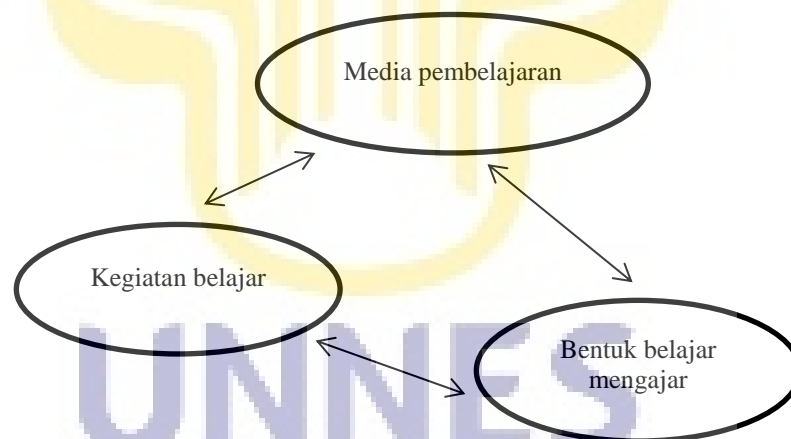 Media pembelajaran
Kegiatan belajar
Bentuk belajar
mengajar
UNNES